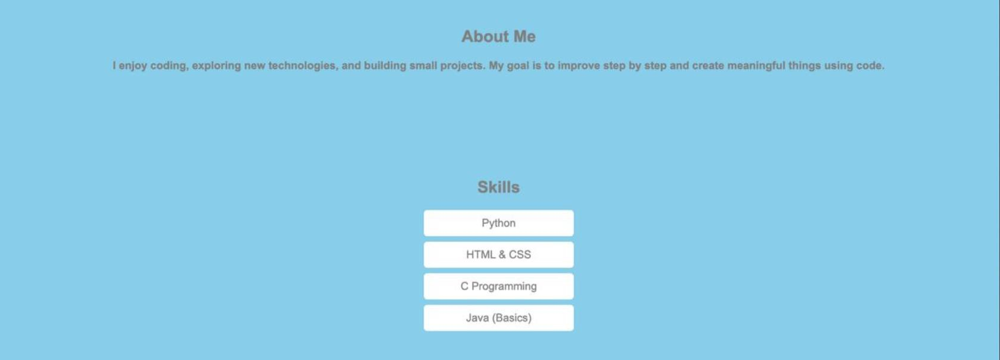 About Me
I enjoy coding, exploring new technologies, and building small projects. My goal is to improve step by step and create meaningful things using code.
Skills
Python
HTML & CSS
C Programming
Java (Basics)